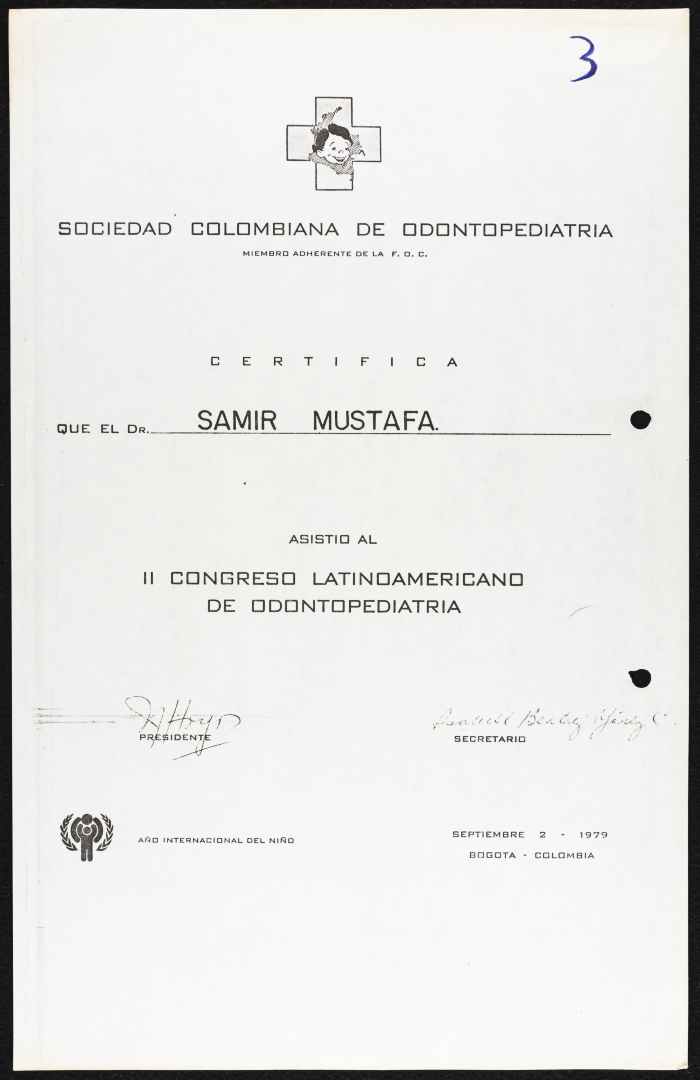 3
SOCIEDAD COLOMBIANA DE ODONTOPEDIATRIA
MIEMBRO ADHERENTE DE LA F. O. C.
CERTIFICA
QUE EL DR. SAMIR MUSTAFA.
ASISTIO AL
II CONGRESO LATINOAMERICANO
DE ODONTOPEDIATRIA
PRESIDENTE
SECRETARIO
AÑO INTERNACIONAL DEL NIÑO
SEPTIEMBRE 2 - 1979
BOGOTA - COLOMBIA